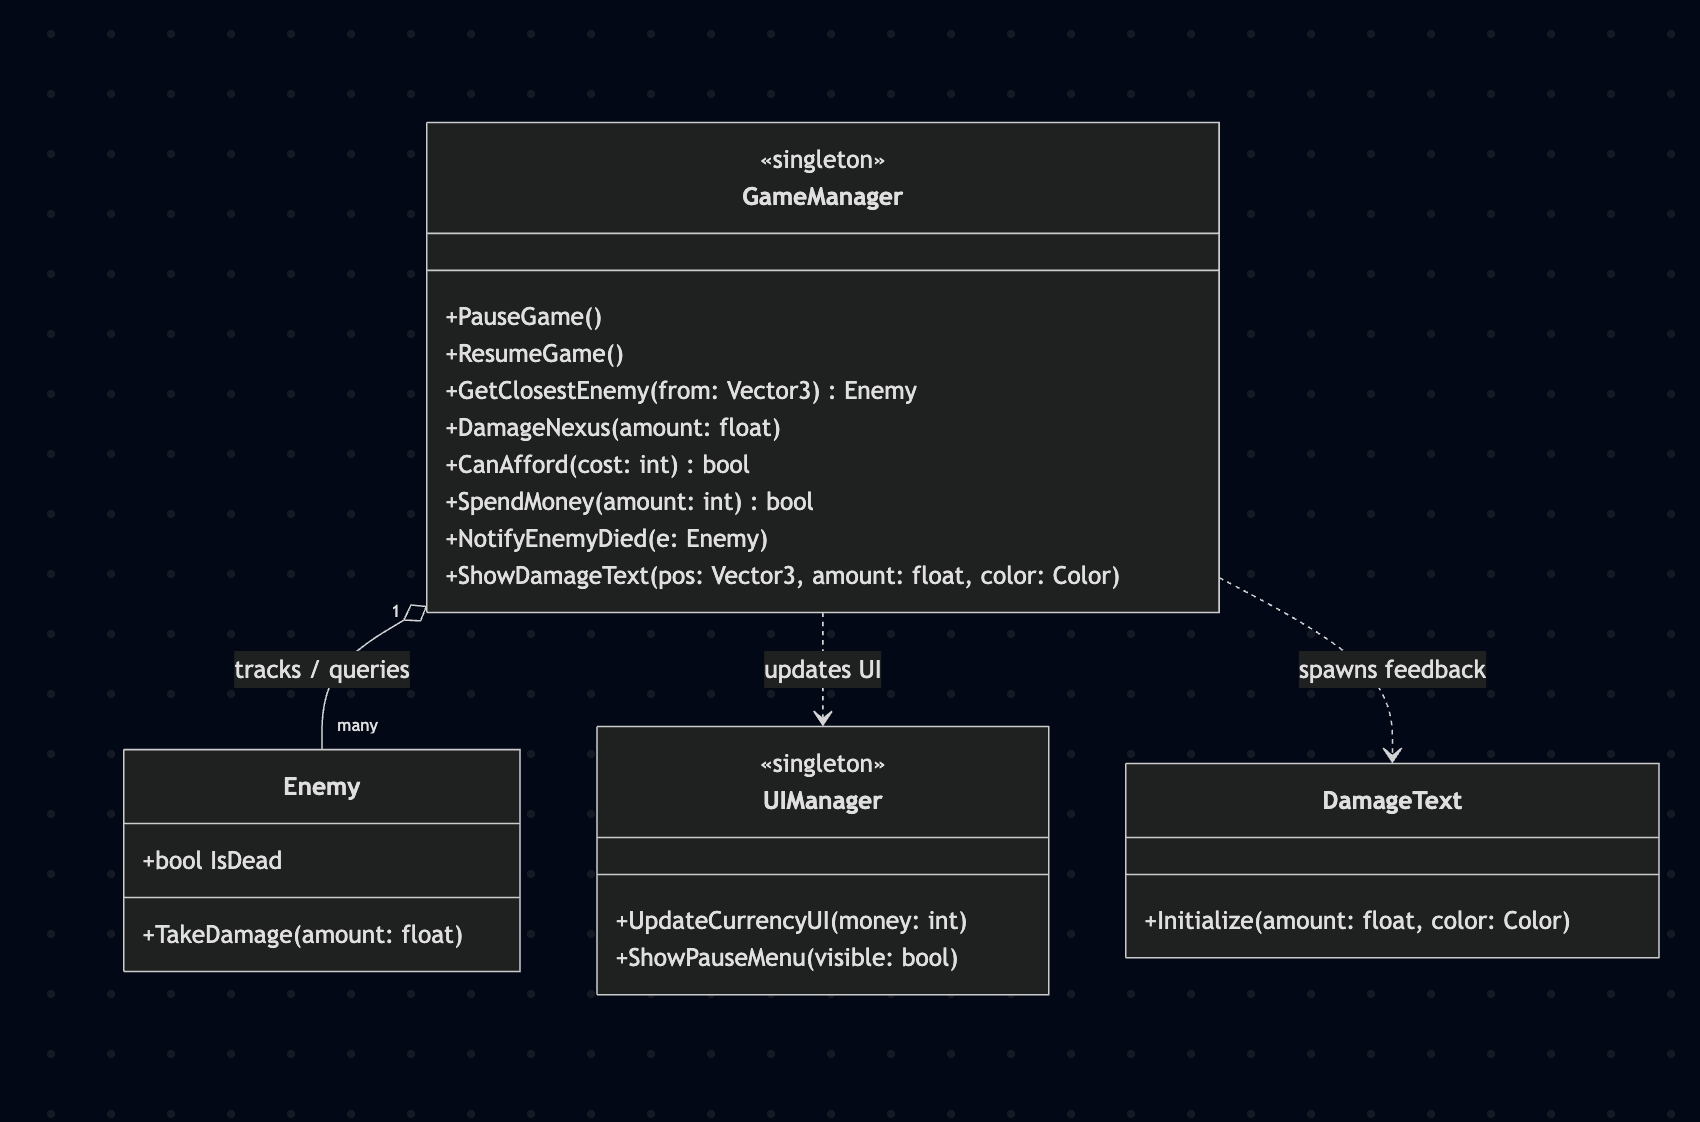 «singleton»
GameManager
+PauseGame()
+ResumeGame()
+GetClosestEnemy(from: Vector3) : Enemy
+DamageNexus(amount: float)
+CanAfford(cost: int) : bool
+SpendMoney(amount: int) : bool
+NotifyEnemyDied(e: Enemy)
+ShowDamageText(pos: Vector3, amount: float, color: Color)
1
tracks / queries
many
updates UI
spawns feedback
Enemy
+bool IsDead
+TakeDamage(amount: float)
«singleton»
UIManager
+UpdateCurrencyUI(money: int)
+ShowPauseMenu(visible: bool)
DamageText
+Initialize(amount: float, color: Color)